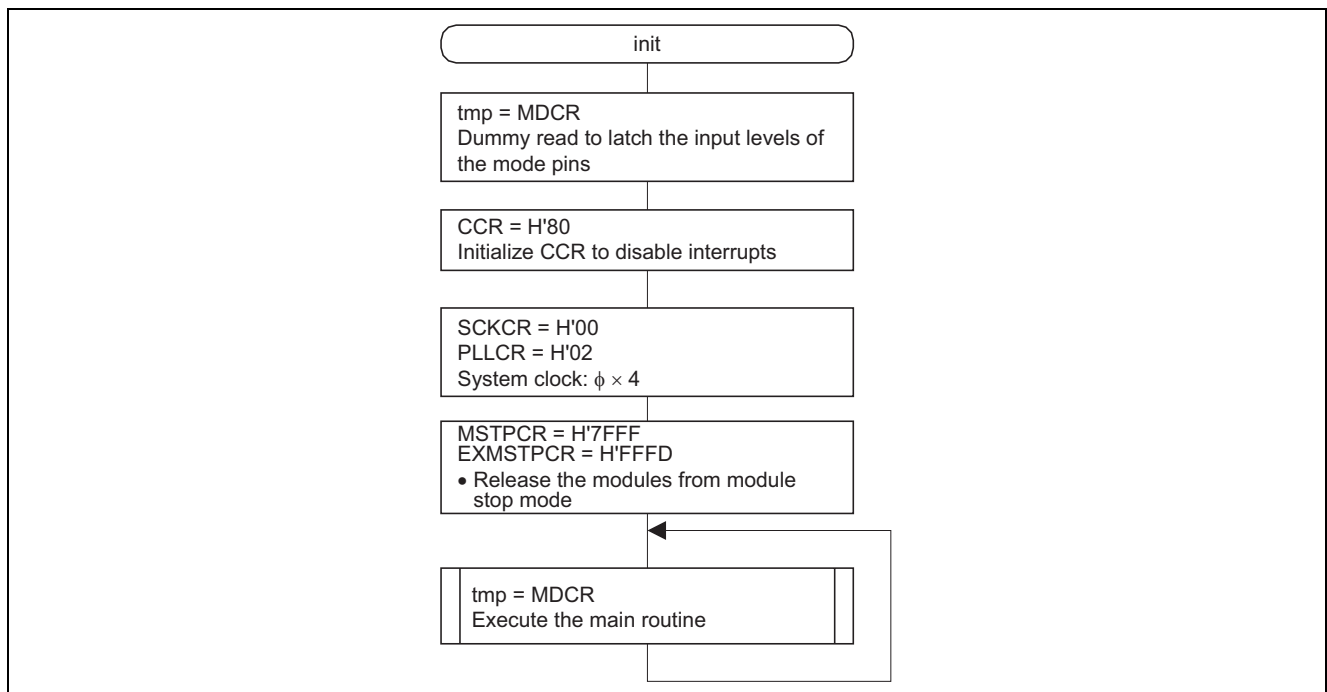 init
tmp = MDCR
Dummy read to latch the input levels of
the mode pins
CCR = H'80
Initialize CCR to disable interrupts
SCKCR = H'00
PLLCR = H'02
System clock: ϕ × 4
MSTPCR = H'7FFF
EXMSTPCR = H'FFFD
• Release the modules from module
stop mode
tmp = MDCR
Execute the main routine